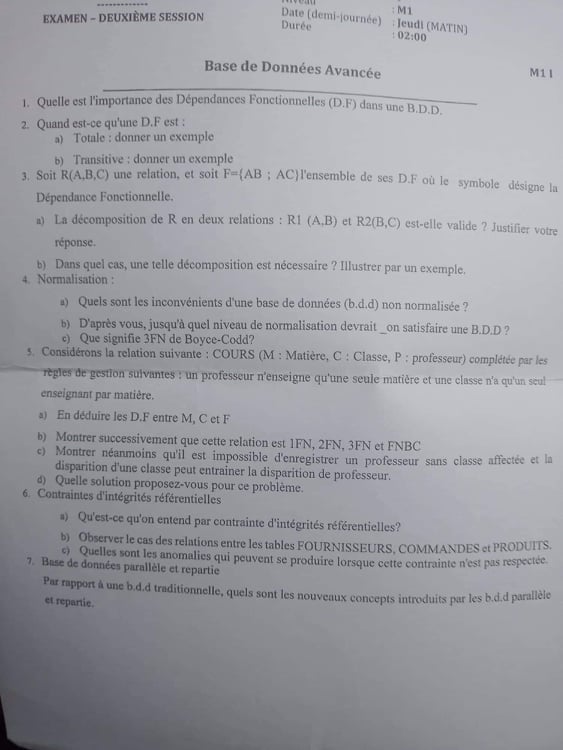 EXAMEN – DEUXIÈME SESSION
Niveau : M1
Date (demi-journée) : Jeudi (MATIN)
Durée : 02:00
Base de Données Avancée
M1 I
1. Quelle est l'importance des Dépendances Fonctionnelles (D.F) dans une B.D.D.
2. Quand est-ce qu'une D.F est :
a) Totale : donner un exemple
b) Transitive : donner un exemple
3. Soit R(A,B,C) une relation, et soit F={AB ; AC}l'ensemble de ses D.F où le symbole désigne la
Dépendance Fonctionnelle.
a) La décomposition de R en deux relations : R1 (A,B) et R2(B,C) est-elle valide ? Justifier votre
réponse.
b) Dans quel cas, une telle décomposition est nécessaire ? Illustrer par un exemple.
4. Normalisation :
a) Quels sont les inconvénients d'une base de données (b.d.d) non normalisée ?
b) D'après vous, jusqu'à quel niveau de normalisation devrait _on satisfaire une B.D.D ?
c) Que signifie 3FN de Boyce-Codd?
5. Considérons la relation suivante : COURS (M : Matière, C : Classe, P : professeur) complétée par les
règles de gestion suivantes : un professeur n'enseigne qu'une seule matière et une classe n'a qu'un seul
enseignant par matière.
a) En déduire les D.F entre M, C et F
b) Montrer successivement que cette relation est 1FN, 2FN, 3FN et FNBC
c) Montrer néanmoins qu'il est impossible d'enregistrer un professeur sans classe affectée et la
disparition d'une classe peut entrainer la disparition de professeur.
d) Quelle solution proposez-vous pour ce problème.
6. Contraintes d'intégrités référentielles
a) Qu'est-ce qu'on entend par contrainte d'intégrités référentielles?
b) Observer le cas des relations entre les tables FOURNISSEURS, COMMANDES et PRODUITS.
c) Quelles sont les anomalies qui peuvent se produire lorsque cette contrainte n'est pas respectée.
7. Base de données parallèle et repartie
Par rapport à une b.d.d traditionnelle, quels sont les nouveaux concepts introduits par les b.d.d parallèle
et repartie.